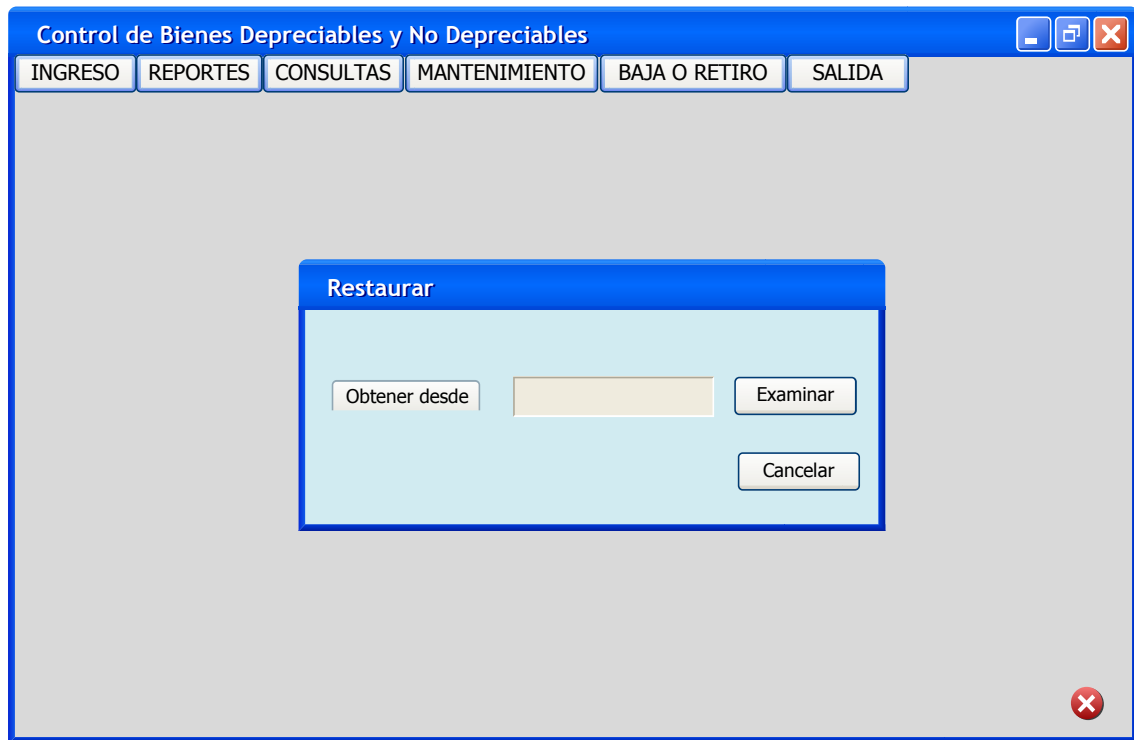 Control de Bienes Depreciables y No Depreciables
INGRESO REPORTES CONSULTAS MANTENIMIENTO BAJA O RETIRO SALIDA
Restaurar
Obtener desde Examinar
Cancelar